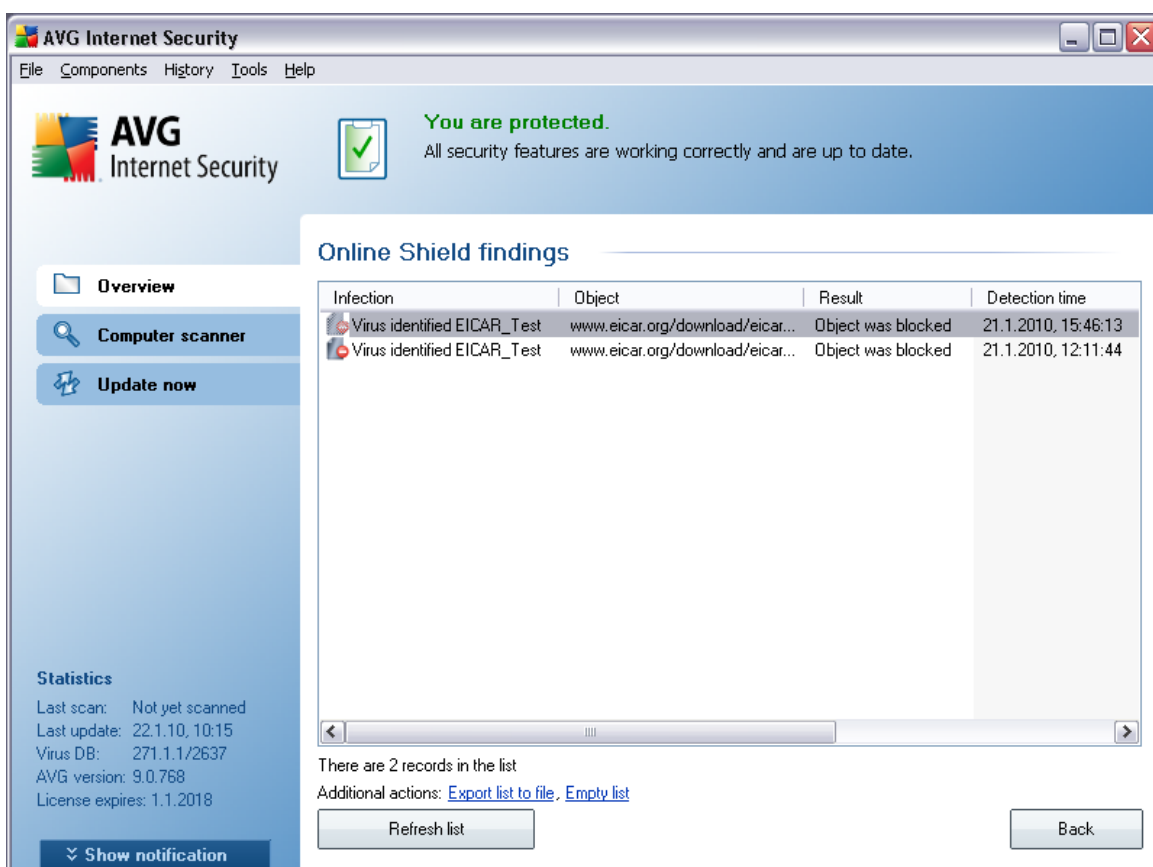 AVG Internet Security
File Components History Tools Help
AVG
Internet Security
You are protected.
All security features are working correctly and are up to date.
Overview
Computer scanner
Update now
Online Shield findings
Infection Object Result Detection time
Virus identified EICAR_Test www.eicar.org/download/eicar... Object was blocked 21.1.2010, 15:46:13
Virus identified EICAR_Test www.eicar.org/download/eicar... Object was blocked 21.1.2010, 12:11:44
Statistics
Last scan: Not yet scanned
Last update: 22.1.10, 10:15
Virus DB: 271.1.1/2637
AVG version: 9.0.768
License expires: 1.1.2018
Show notification
There are 2 records in the list
Additional actions: Export list to file, Empty list
Refresh list
Back